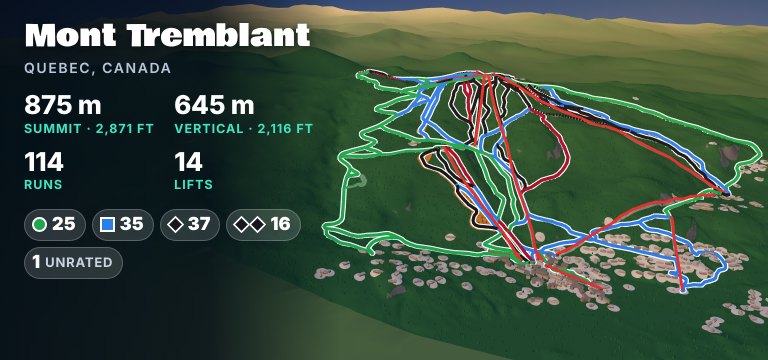 Mont Tremblant
QUEBEC, CANADA
875 m 645 m
SUMMIT · 2,871 FT VERTICAL · 2,116 FT
114 14
RUNS LIFTS
25 35 37 16
1 UNRATED